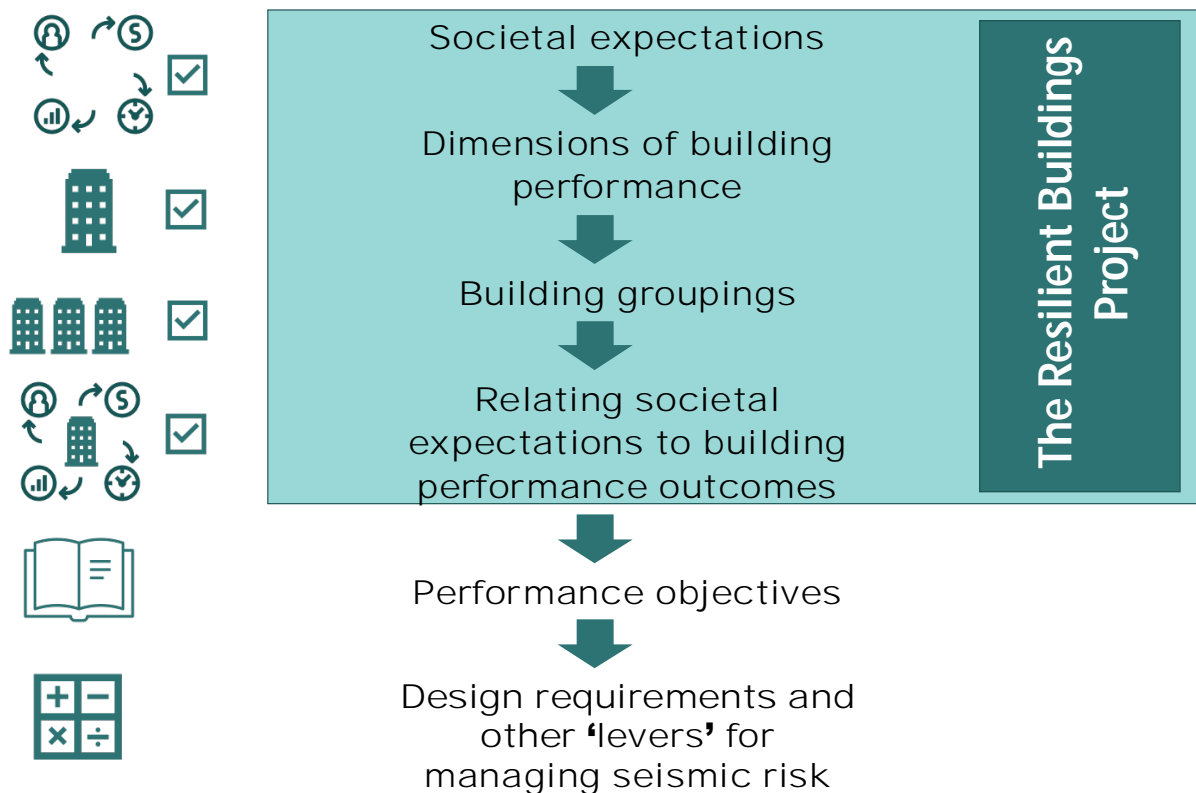 Societal expectations
Dimensions of building
performance
Building groupings
Relating societal
expectations to building
performance outcomes
Performance objectives
Design requirements and
other ‘levers’ for
managing seismic risk
The Resilient Buildings
Project